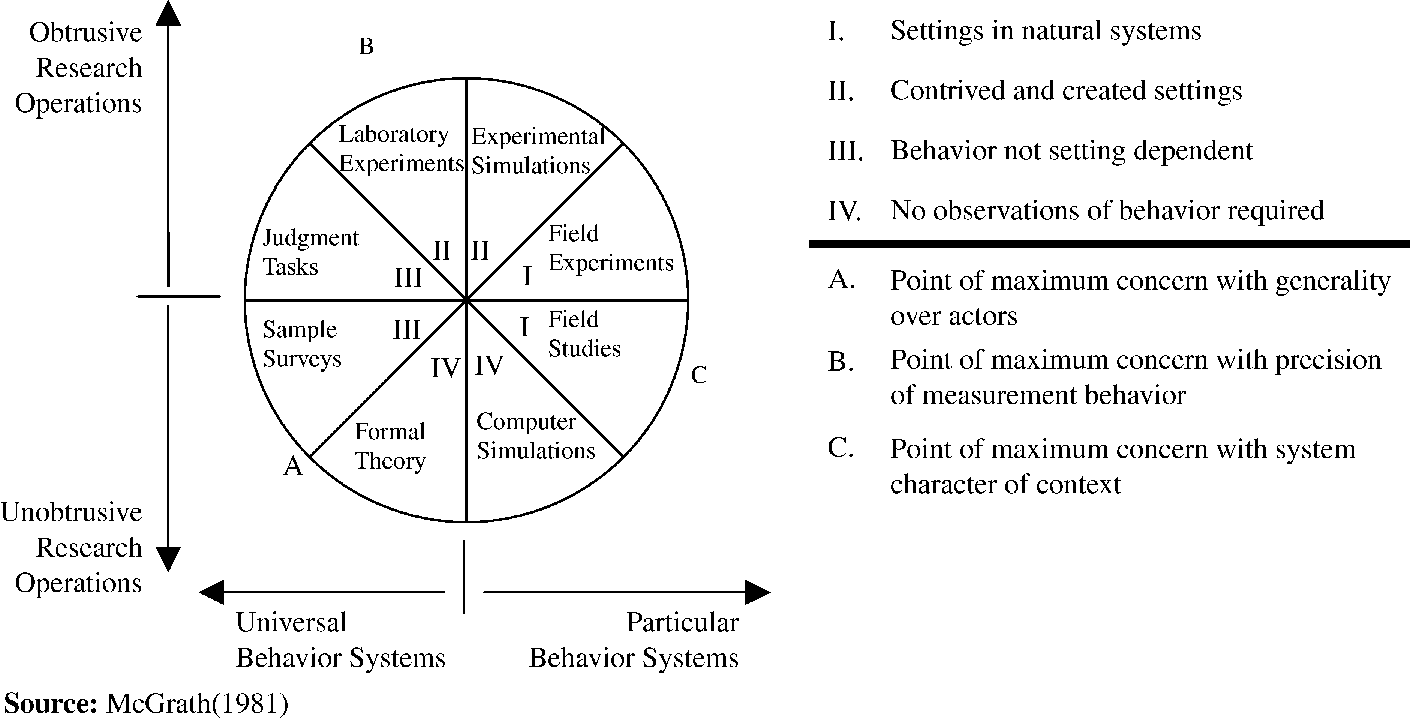 Obtrusive
Research
Operations
B
Laboratory
Experiments
Experimental
Simulations
Judgment
Tasks
Field
Experiments
II
II
III
I
Sample
Surveys
Field
Studies
III
I
IV
IV
C
Formal
Theory
Computer
Simulations
A
Unobtrusive
Research
Operations
Universal
Behavior Systems
Particular
Behavior Systems
I. Settings in natural systems
II. Contrived and created settings
III. Behavior not setting dependent
IV. No observations of behavior required
A. Point of maximum concern with generality
over actors
B. Point of maximum concern with precision
of measurement behavior
C. Point of maximum concern with system
character of context
Source: McGrath(1981)